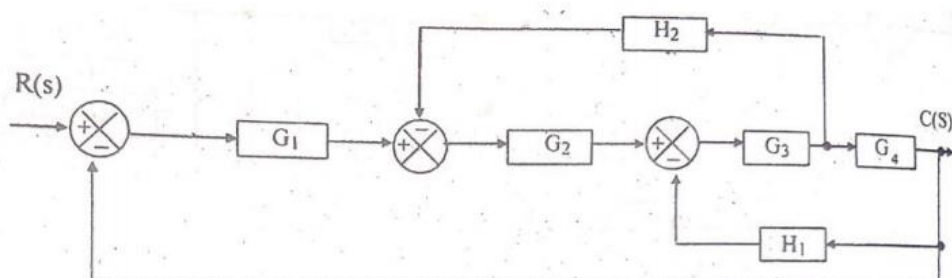 H₂
R(s)
C(S)
+
−
G₁
−
+
G₂
+
−
G₃
G₄
H₁